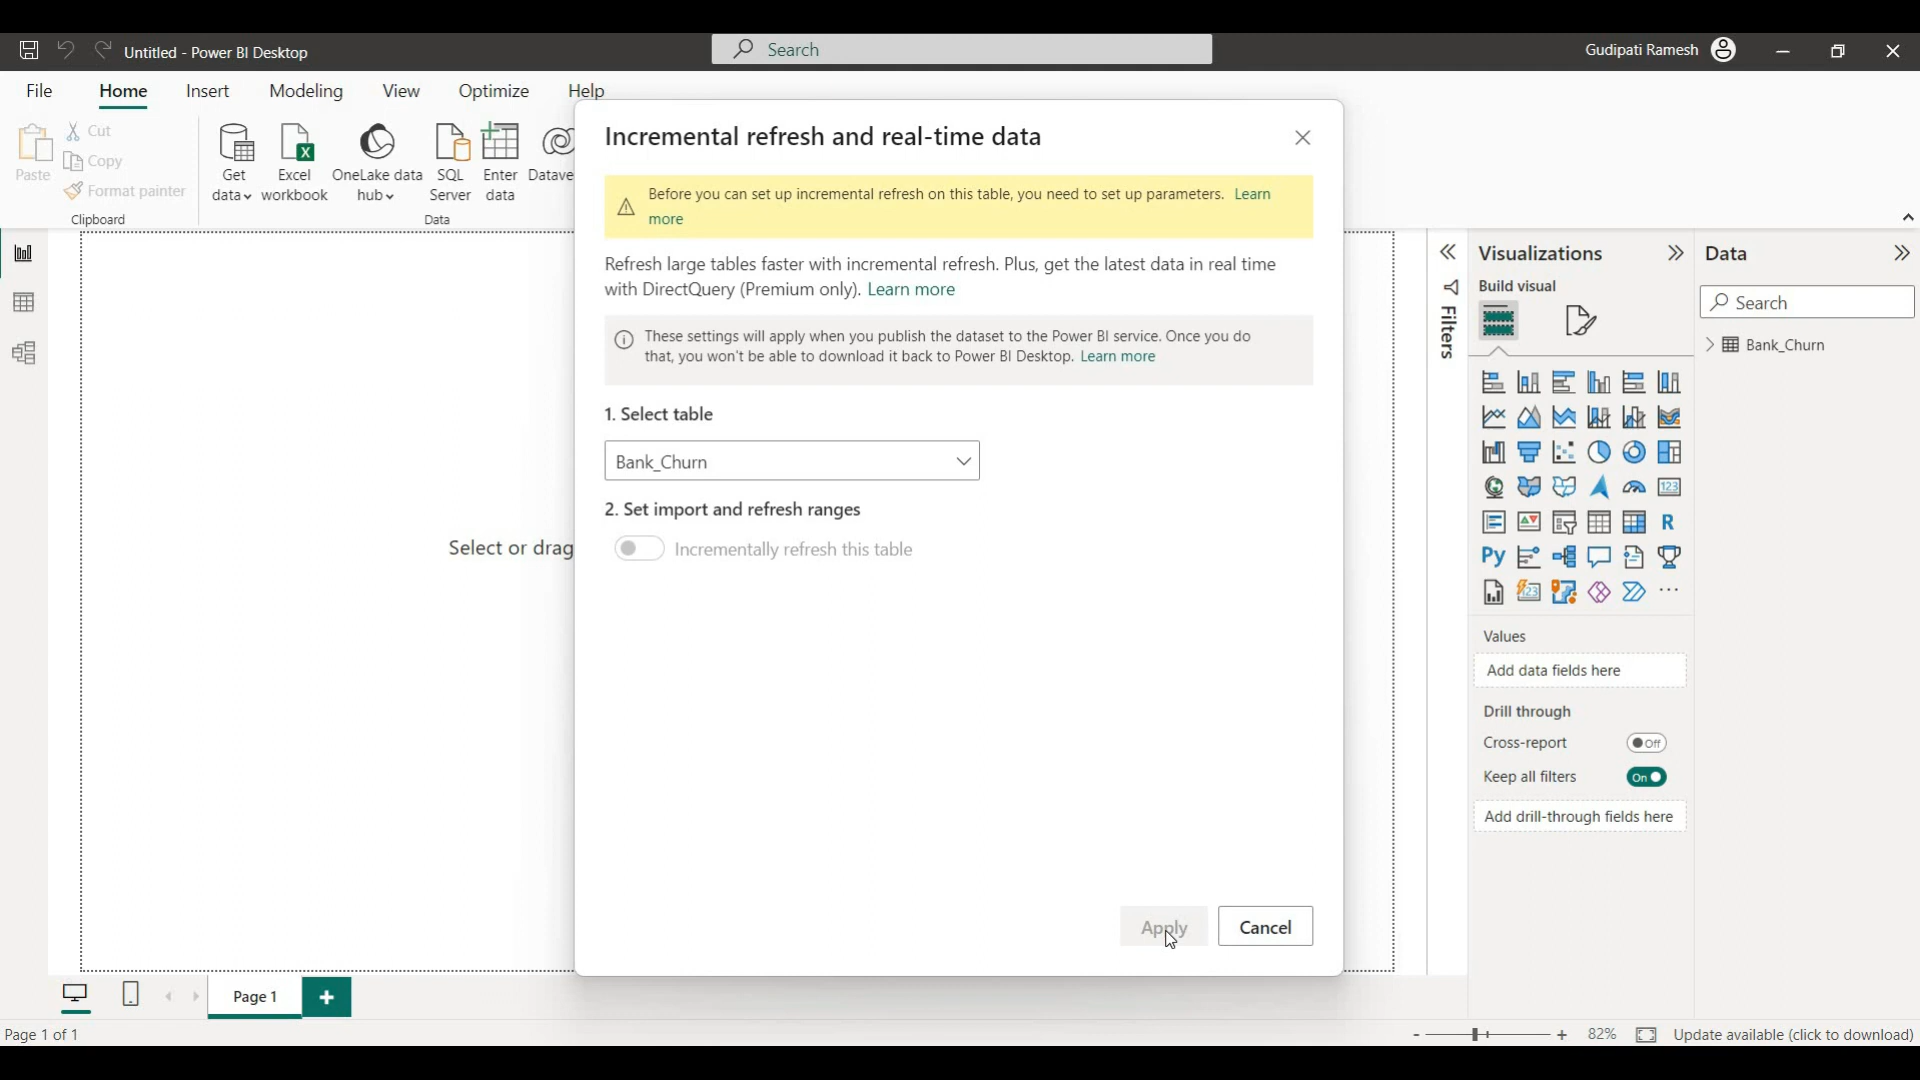 Untitled - Power BI Desktop
Search
Gudipati Ramesh
File
Home
Insert
Modeling
View
Optimize
Help
Paste
Cut
Copy
Format painter
Clipboard
Get
data
Excel
workbook
OneLake data
hub
SQL
Server
Enter
data
Datave
Data
Incremental refresh and real-time data
Before you can set up incremental refresh on this table, you need to set up parameters. Learn
more
Refresh large tables faster with incremental refresh. Plus, get the latest data in real time
with DirectQuery (Premium only). Learn more
These settings will apply when you publish the dataset to the Power BI service. Once you do
that, you won't be able to download it back to Power BI Desktop. Learn more
1. Select table
Bank_Churn
2. Set import and refresh ranges
Incrementally refresh this table
Apply
Cancel
Select or drag
Filters
Visualizations
Build visual
123
R
Py
123
Values
Add data fields here
Drill through
Cross-report
Off
Keep all filters
On
Add drill-through fields here
Data
Search
Bank_Churn
Page 1
Page 1 of 1
- + 82%
Update available (click to download)